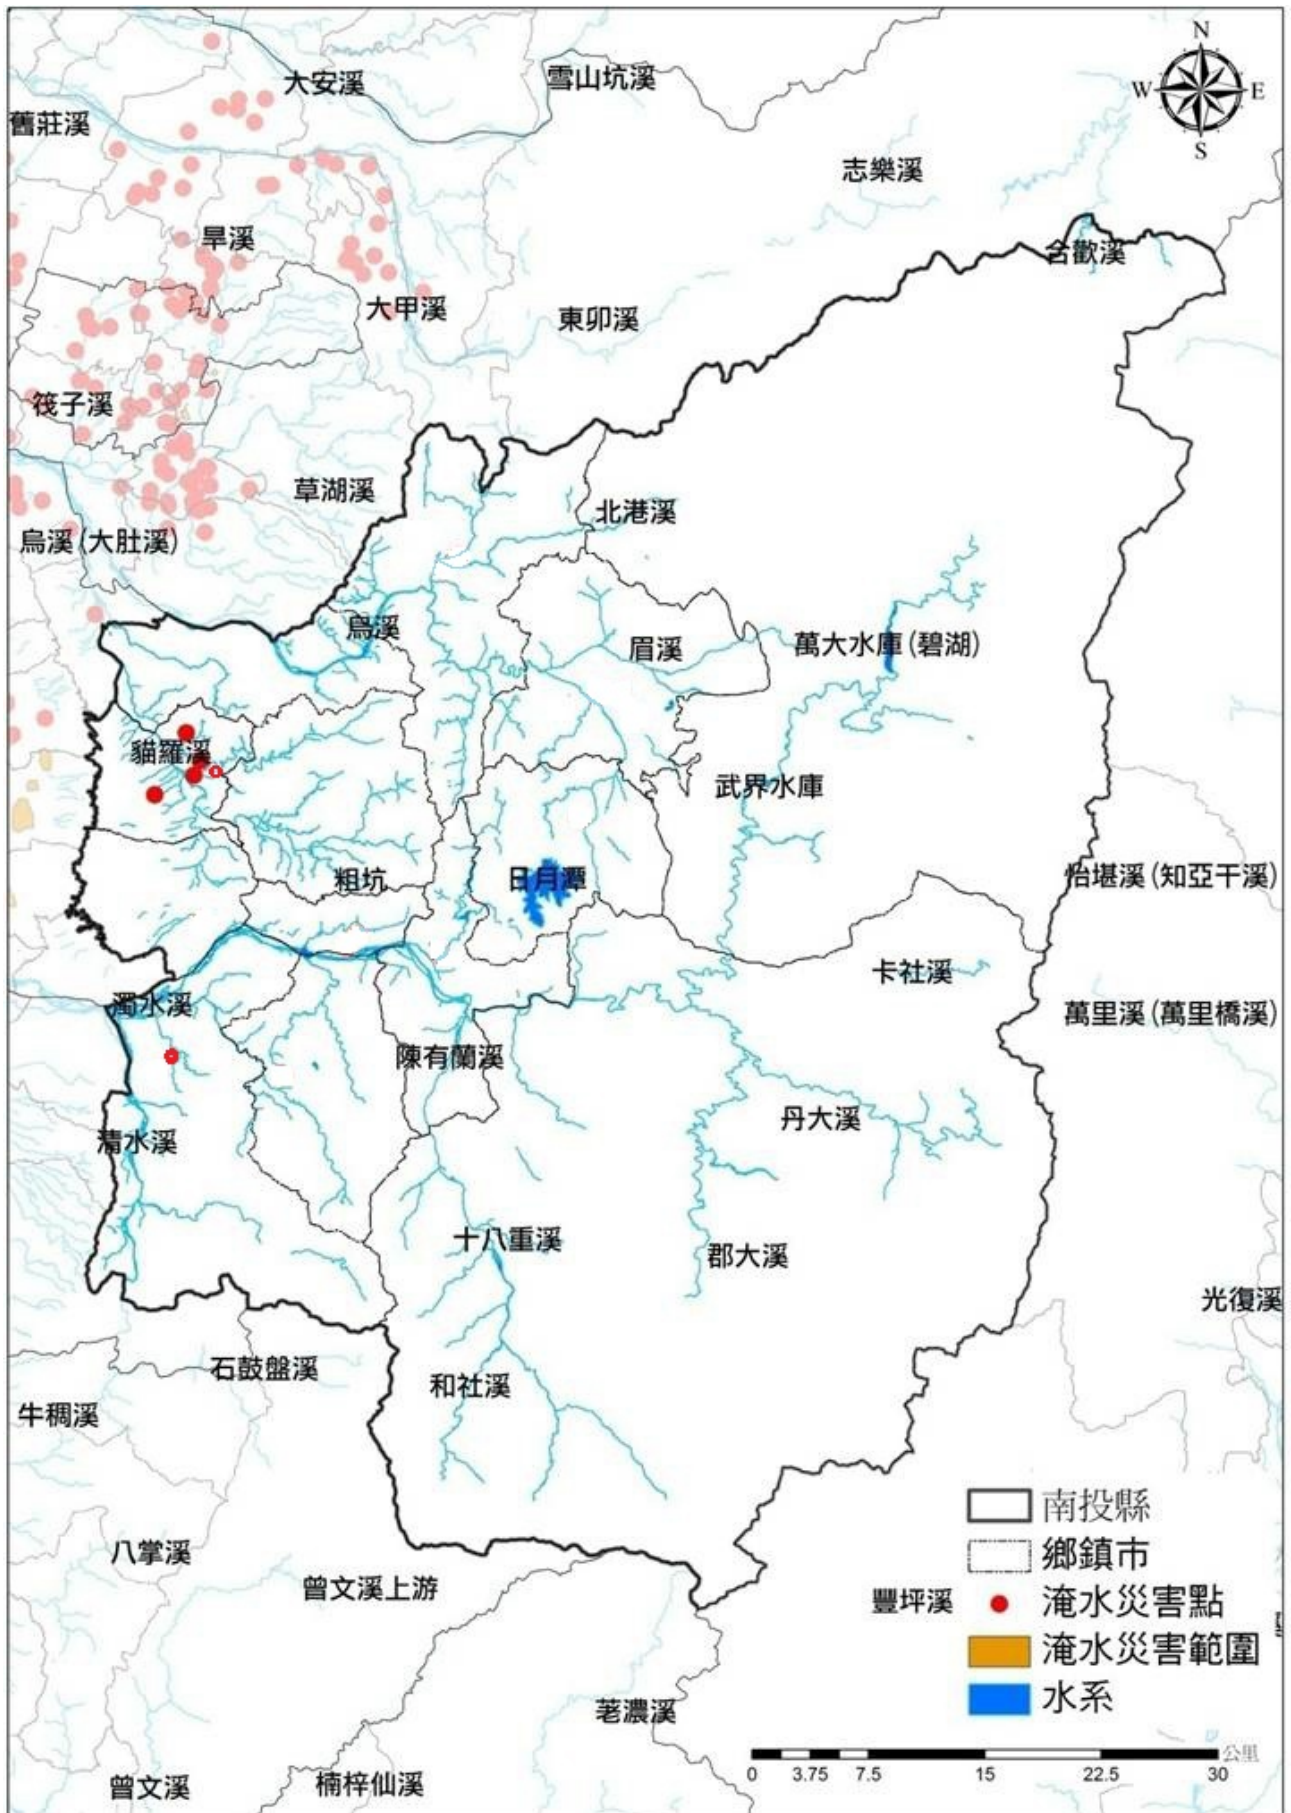 N
雪山坑溪
大安溪
W
E
舊莊溪
S
志樂溪
旱溪
合歡溪
大甲溪
東卯溪
筏子溪
草湖溪
北港溪
烏溪(大肚溪)
烏溪
眉溪
萬大水庫(碧湖)
貓羅溪
武界水庫
粗坑
日月潭
怡堪溪(知亞干溪)
卡社溪
濁水溪
萬里溪(萬里橋溪)
陳有蘭溪
丹大溪
清水溪
十八重溪
郡大溪
光復溪
石鼓盤溪
和社溪
牛稠溪
南投縣
八掌溪
鄉鎮市
曾文溪上游
豐坪溪
淹水災害點
淹水災害範圍
水系
荖濃溪
公里
曾文溪
楠梓仙溪
0 3.75 7.5 15 22.5 30